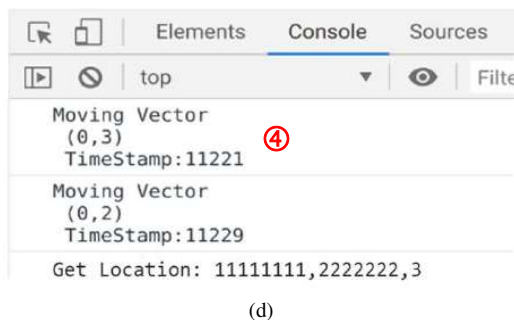 Elements Console Sources
top ▼ Filte
Moving Vector
(0,3) ④
TimeStamp:11221
Moving Vector
(0,2)
TimeStamp:11229
Get Location: 11111111,2222222,3
(d)